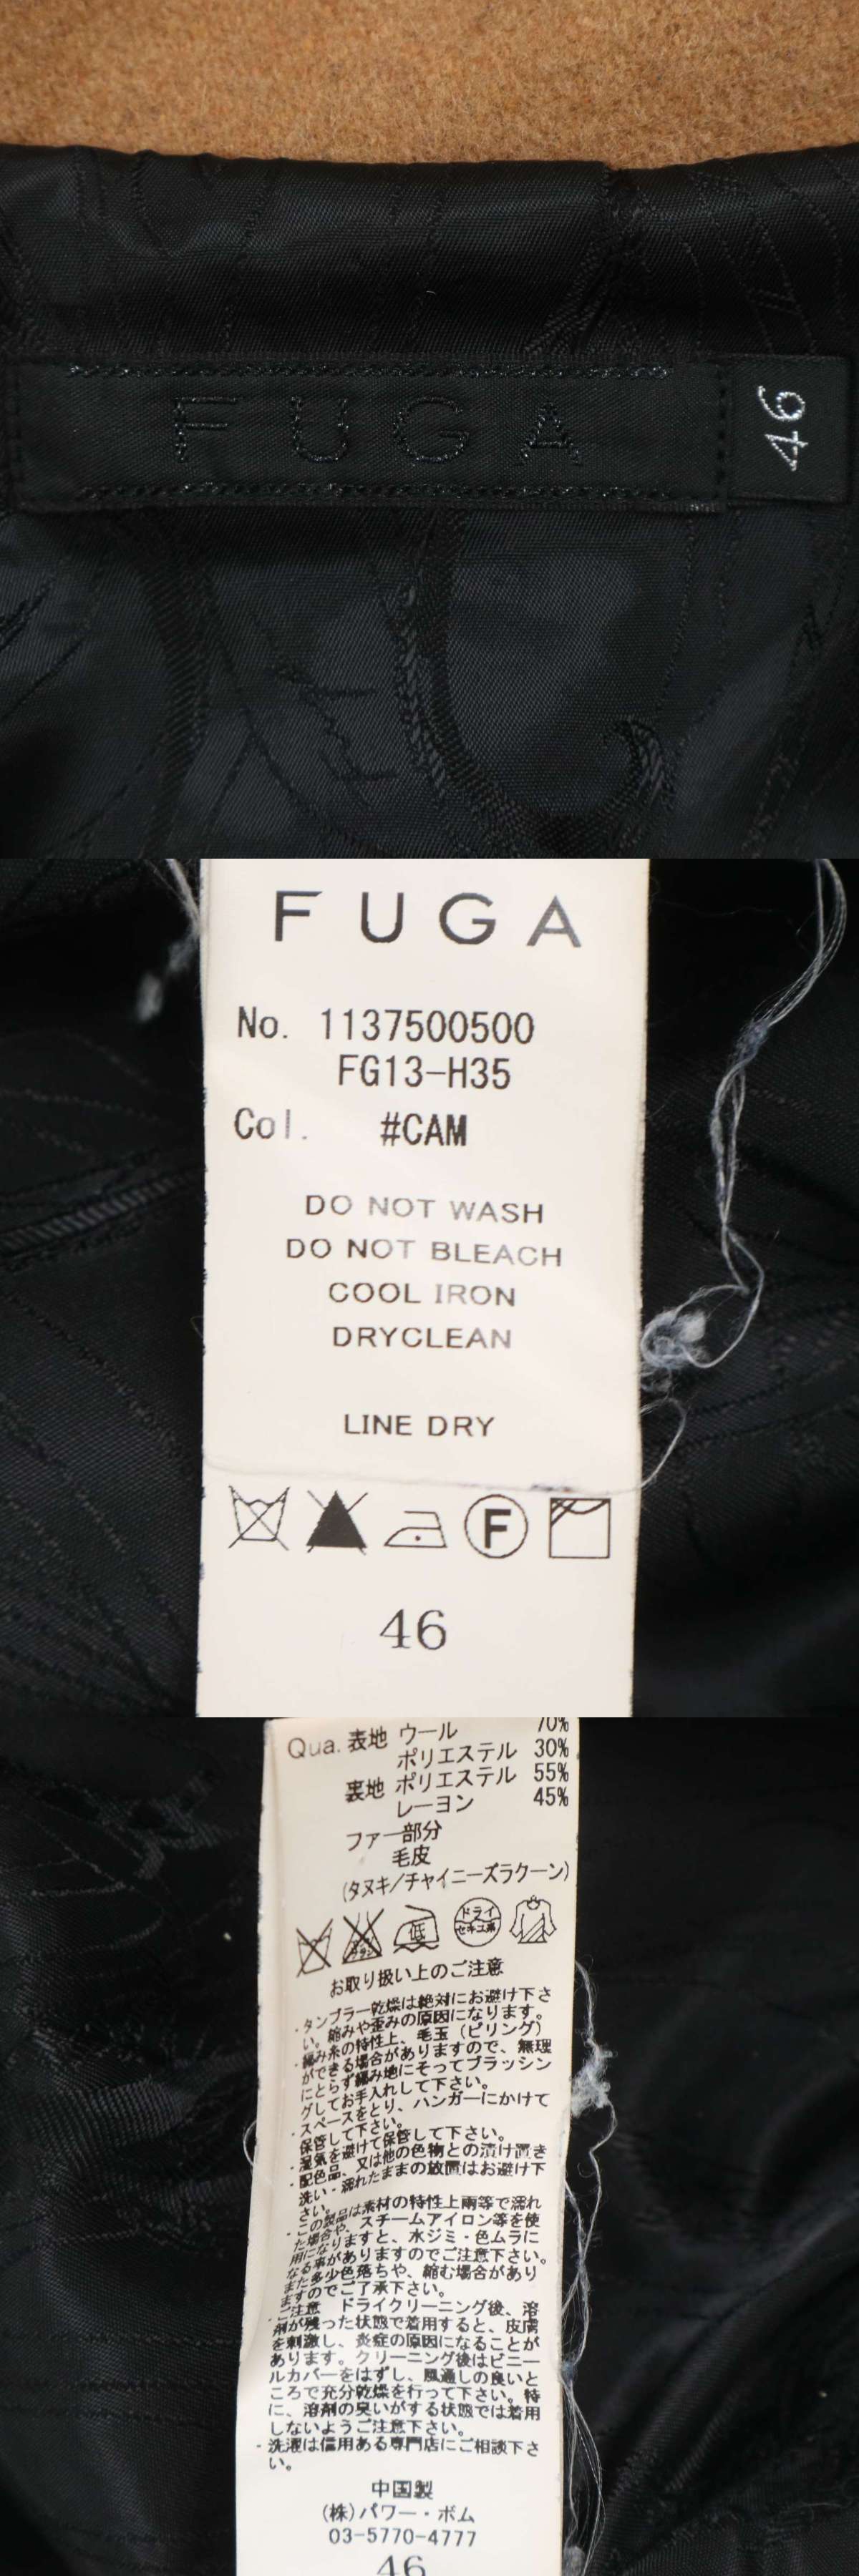 FUGA
46
FUGA
No. 1137500500
FG13-H35
Col. #CAM
DO NOT WASH
DO NOT BLEACH
COOL IRON
DRYCLEAN
LINE DRY
F
46
Qua. 表地 ウール 70%
ポリエステル 30%
裏地 ポリエステル 55%
レーヨン 45%
ファー部分
毛皮
(タヌキ/チャイニーズラクーン)
低 ドライ セキユ系
お取り扱い上のご注意
・タンブラー乾燥は絶対にお避け下さ
い。縮みや歪みの原因になります。
・編み糸の特性上、毛玉(ピリング)
ができる場合がありますので、無理
にとらず編み地にそってブラッシン
グしてお手入れして下さい。
・スペースをとり、ハンガーにかけて
保管して下さい。
・湿気を避けて保管して下さい。
・配色品、又は他の色物との漬け置き
洗い・濡れたままの放置はお避け下
さい。
・この製品は素材の特性上雨等で濡れ
た場合や、スチームアイロン等を使
用になりますと、水ジミ・色ムラに
なる事がありますのでご注意下さい。
また多少色落ちや、縮む場合があり
ますのでご了承下さい。
ご注意 ドライクリーニング後、溶
剤が残った状態で着用すると、皮膚
を刺激し、炎症の原因になることが
あります。クリーニング後はビニー
ルカバーをはずし、風通しの良いと
ころで充分乾燥を行って下さい。特
に、溶剤の臭いがする状態では着用
しないようご注意下さい。
・洗濯は信用ある専門店にご相談下さ
い。
中国製
(株)パワー・ボム
03-5770-4777
46